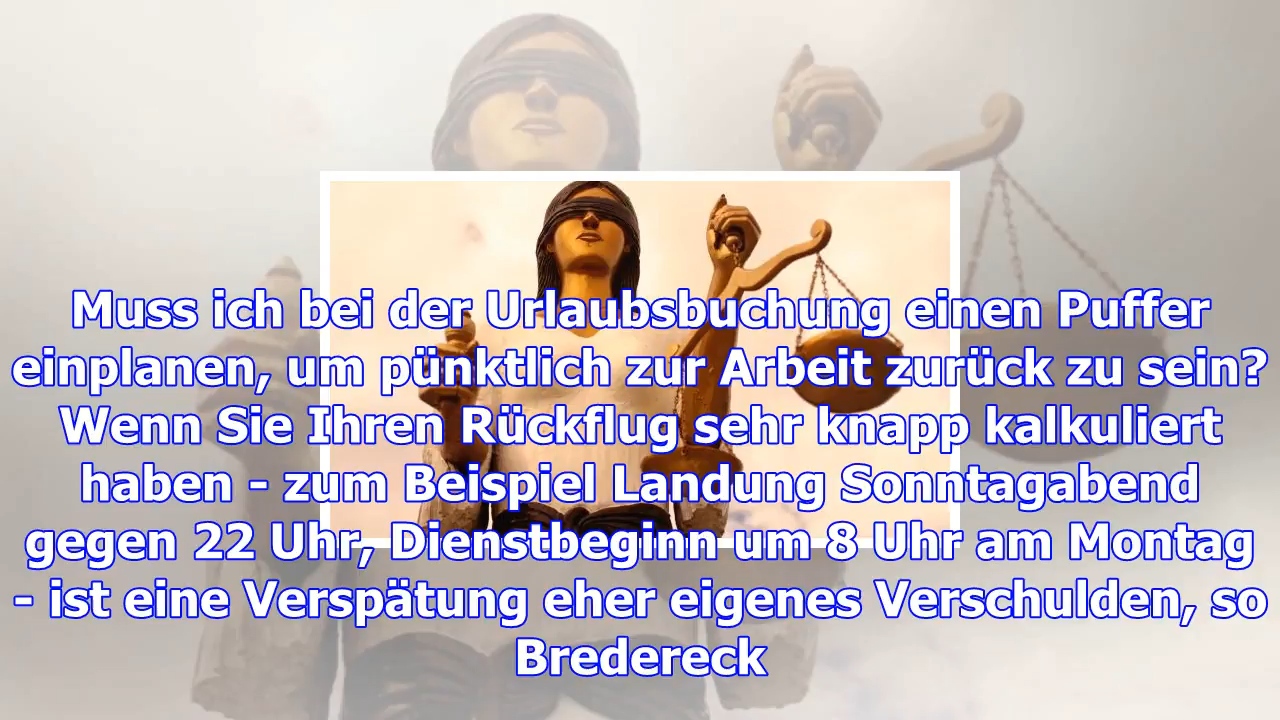 Muss ich bei der Urlaubsbuchung einen Puffer
einplanen, um pünktlich zur Arbeit zurück zu sein?
Wenn Sie Ihren Rückflug sehr knapp kalkuliert
haben - zum Beispiel Landung Sonntagabend
gegen 22 Uhr, Dienstbeginn um 8 Uhr am Montag
- ist eine Verspätung eher eigenes Verschulden, so
Bredereck